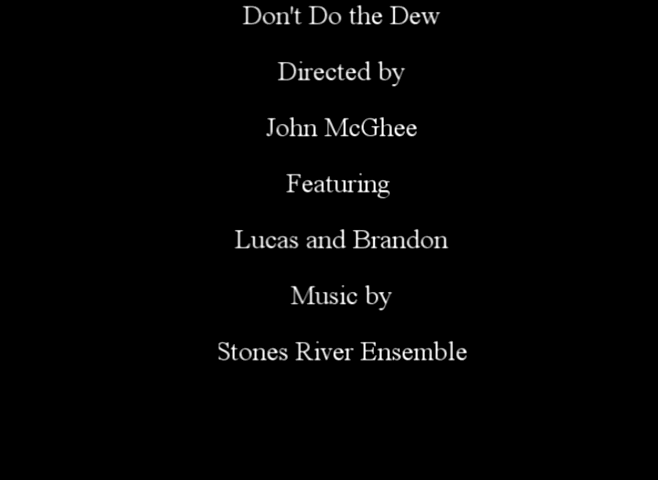 Don't Do the Dew
Directed by
John McGhee
Featuring
Lucas and Brandon
Music by
Stones River Ensemble